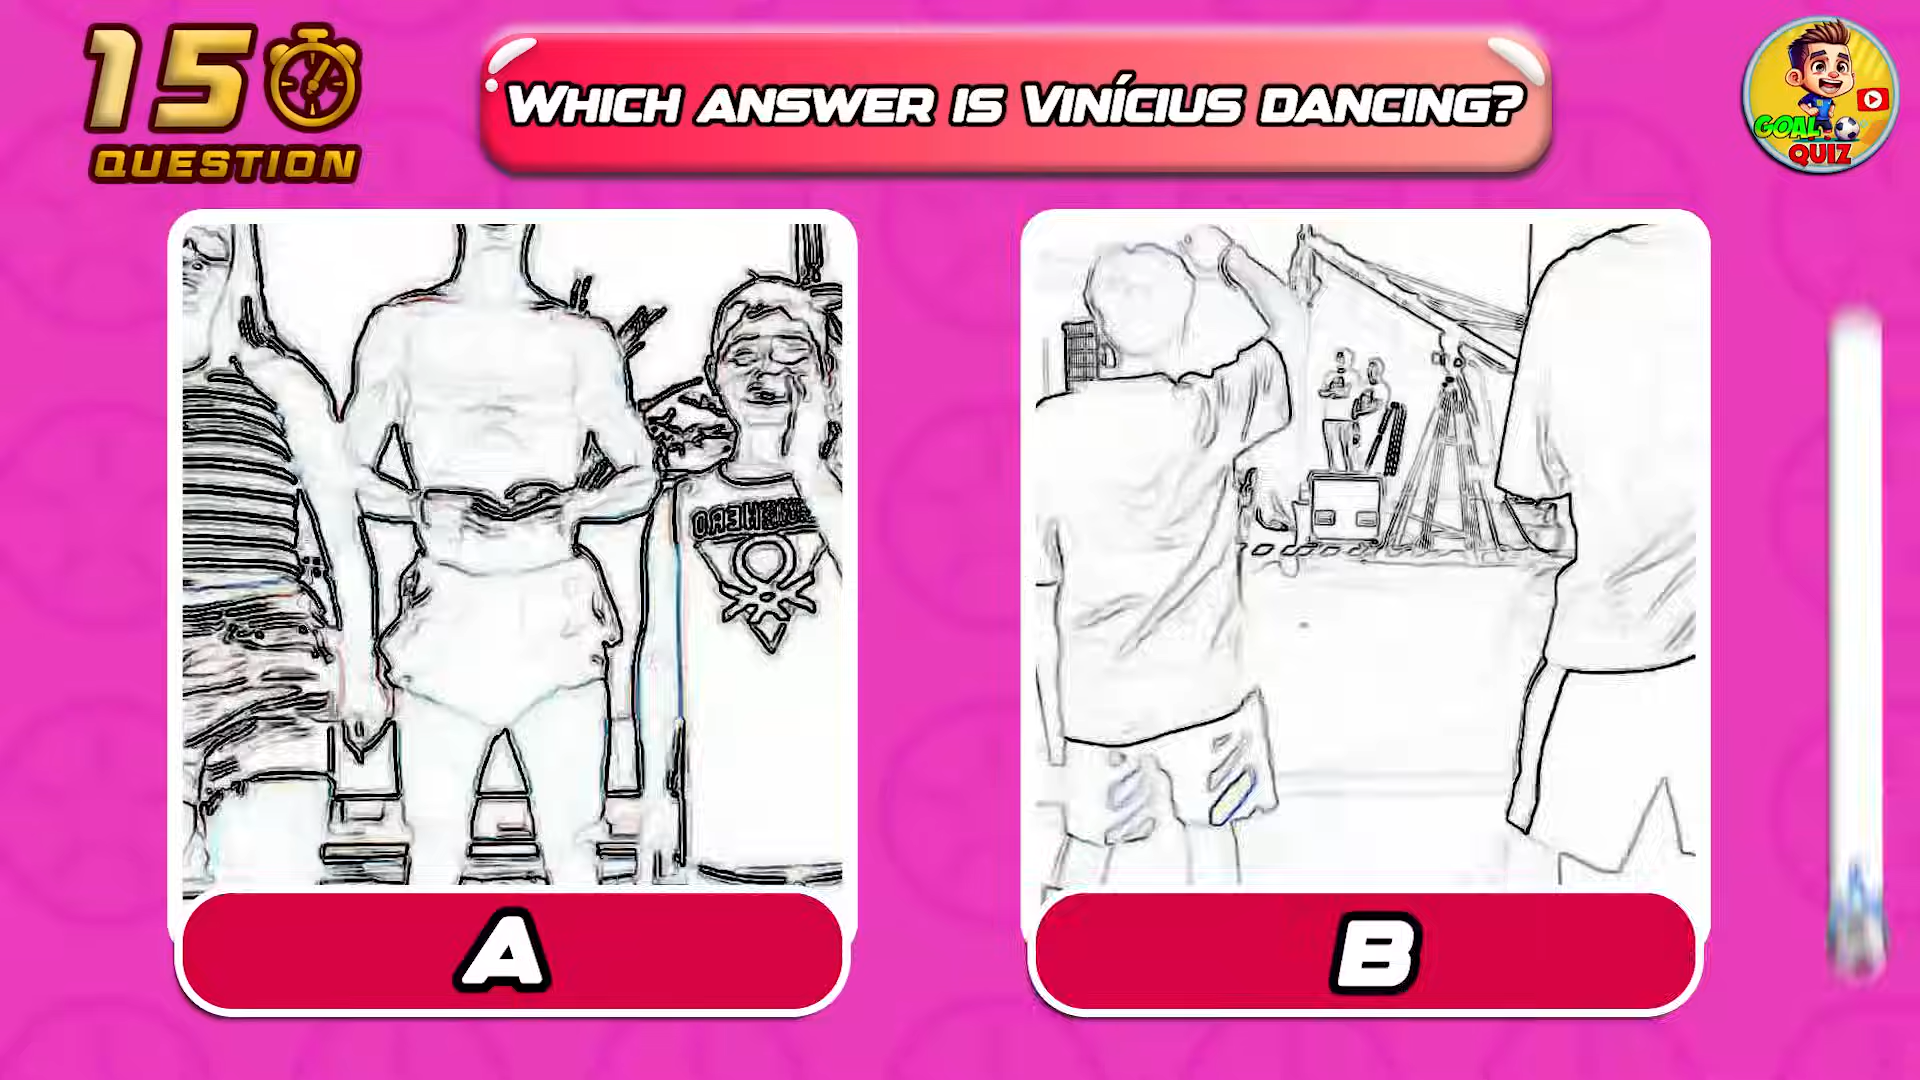 15
QUESTION
WHICH ANSWER IS VINÍCIUS DANCING?
GOAL
QUIZ
A
B